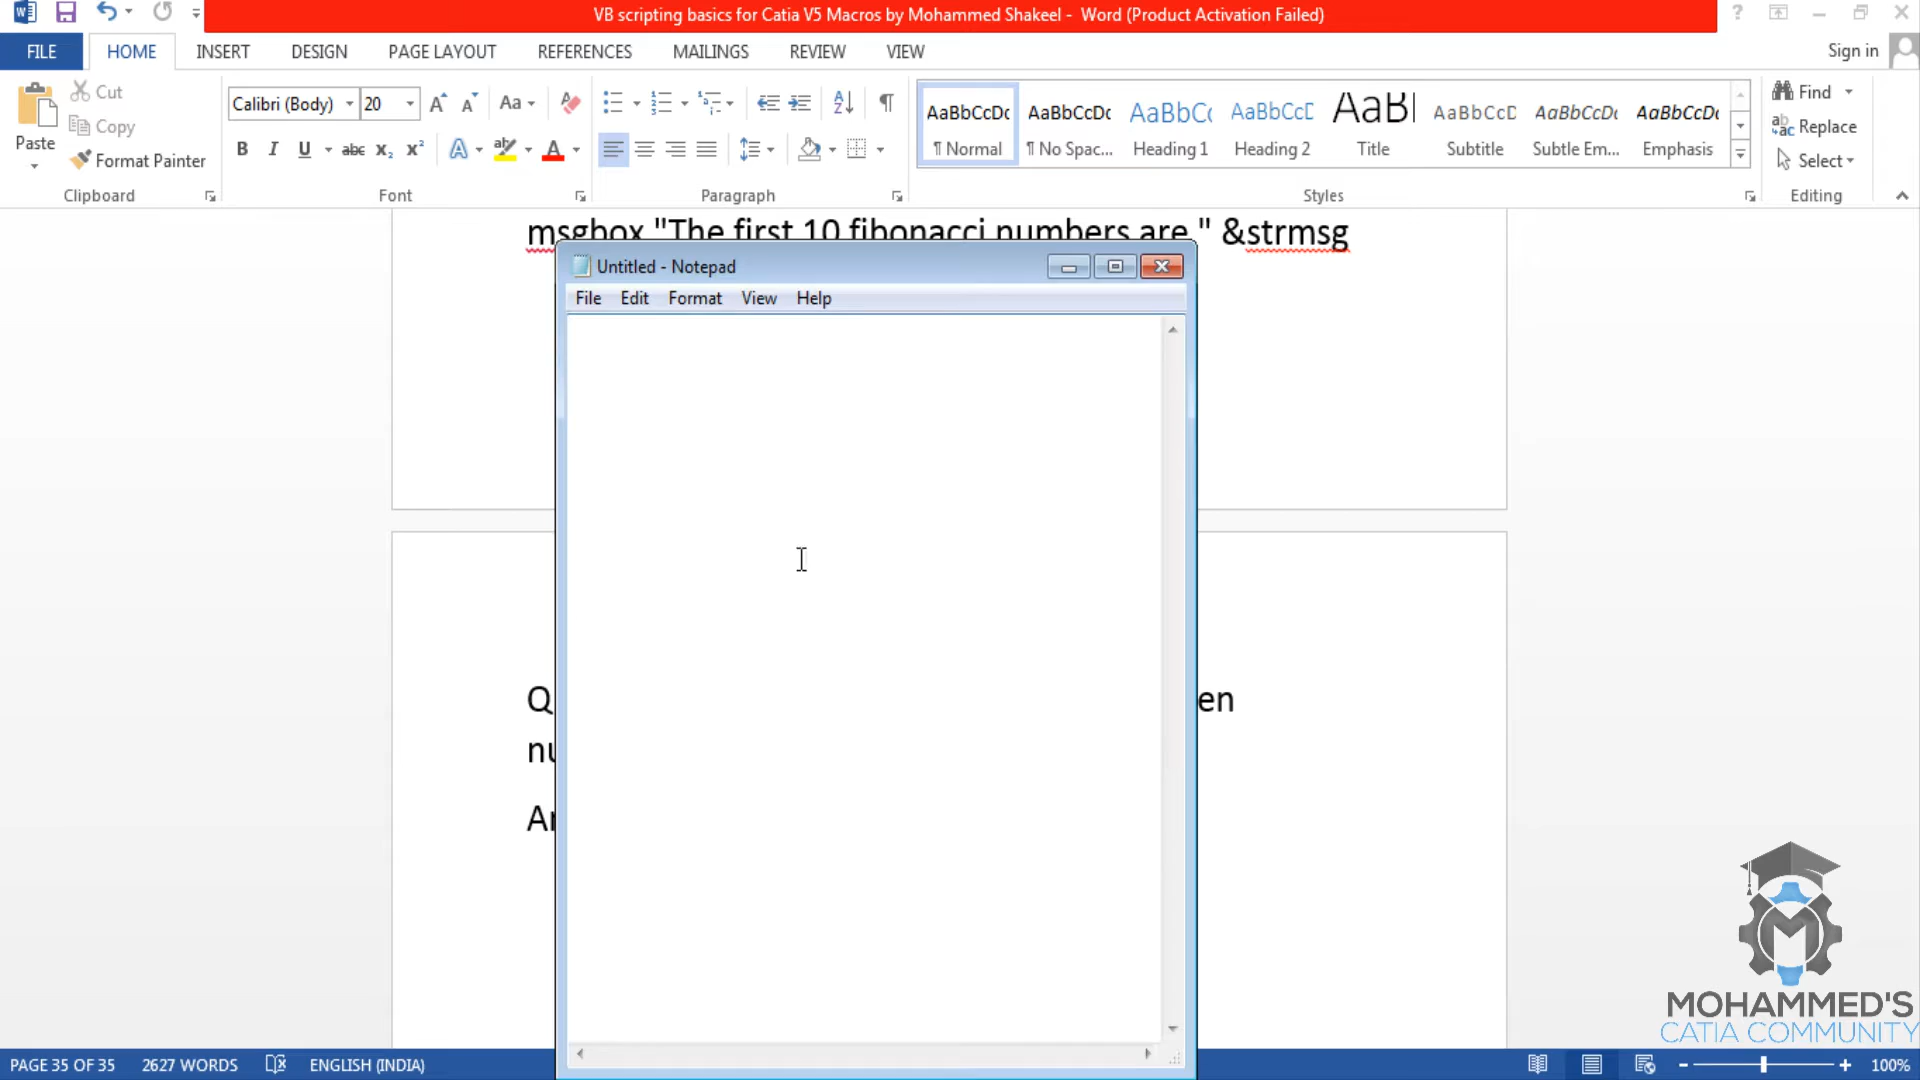 VB scripting basics for Catia V5 Macros by Mohammed Shakeel - Word (Product Activation Failed)
FILE HOME INSERT DESIGN PAGE LAYOUT REFERENCES MAILINGS REVIEW VIEW Sign in
Paste
Cut
Copy
Format Painter
Clipboard
Calibri (Body) 20
Font
Paragraph
AaBbCcDc AaBbCcDc AaBbC( AaBbCcD AaB AaBbCcD AaBbCcDc AaBbCcDc
¶ Normal ¶ No Spac... Heading 1 Heading 2 Title Subtitle Subtle Em... Emphasis
Styles
Find
Replace
Select
Editing
msgbox "The first 10 fibonacci numbers are " &strmsg
Untitled - Notepad
File Edit Format View Help
Q en
nu
An
MOHAMMED'S
CATIA COMMUNITY
PAGE 35 OF 35 2627 WORDS ENGLISH (INDIA) 100%